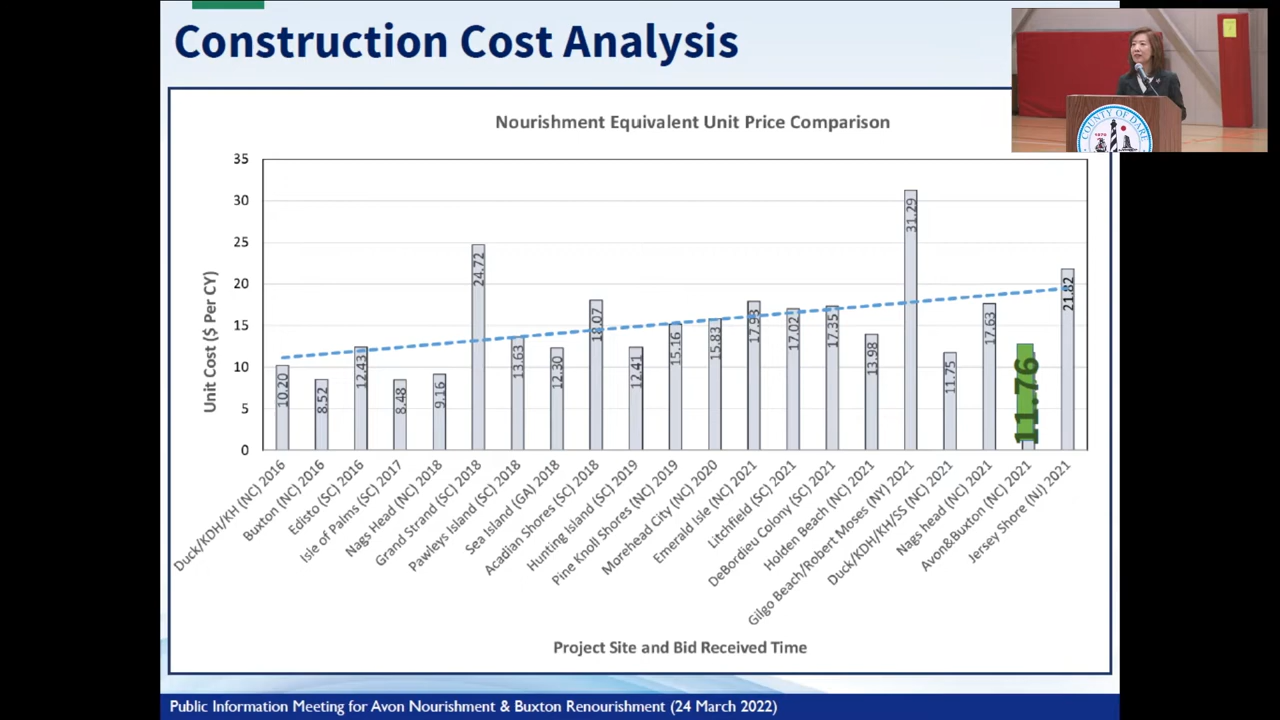 Construction Cost Analysis
COUNTY OF DARE
Nourishment Equivalent Unit Price Comparison
Unit Cost ($ Per CY)
35
30
25
20
15
10
5
0
10.20
8.52
12.43
8.48
9.16
24.72
13.63
12.30
18.07
12.41
15.16
15.83
17.93
17.02
17.35
13.98
31.29
11.75
17.63
11.76
21.82
Duck/KDH/KH (NC) 2016
Buxton (NC) 2016
Edisto (SC) 2016
Isle of Palms (SC) 2017
Nags Head (NC) 2018
Grand Strand (SC) 2018
Pawleys Island (SC) 2018
Sea Island (GA) 2018
Acadian Shores (SC) 2018
Hunting Island (SC) 2019
Pine Knoll Shores (NC) 2019
Morehead City (NC) 2020
Emerald Isle (NC) 2021
Litchfield (SC) 2021
DeBordieu Colony (SC) 2021
Holden Beach (NC) 2021
Gilgo Beach/Robert Moses (NY) 2021
Duck/KDH/KH/SS (NC) 2021
Nags head (NC) 2021
Avon&Buxton (NC) 2021
Jersey Shore (NJ) 2021
Project Site and Bid Received Time
Public Information Meeting for Avon Nourishment & Buxton Renourishment (24 March 2022)